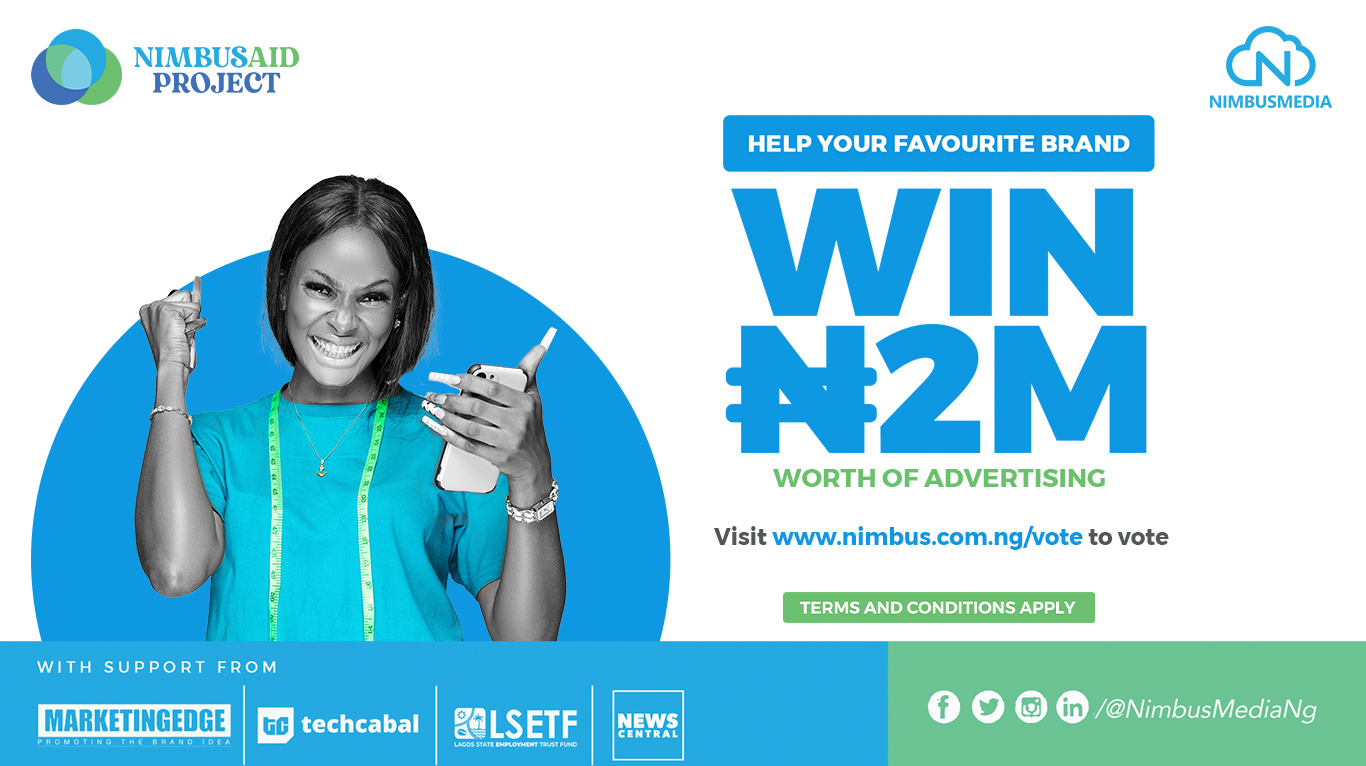 NIMBUSAID
PROJECT
NIMBUSMEDIA
HELP YOUR FAVOURITE BRAND
WIN
₦2M
WORTH OF ADVERTISING
Visit www.nimbus.com.ng/vote to vote
TERMS AND CONDITIONS APPLY
WITH SUPPORT FROM
MARKETINGEDGE
PROMOTING THE BRAND IDEA
TC techcabal
LSETF
LAGOS STATE EMPLOYMENT TRUST FUND
NEWS
CENTRAL
/@NimbusMediaNg